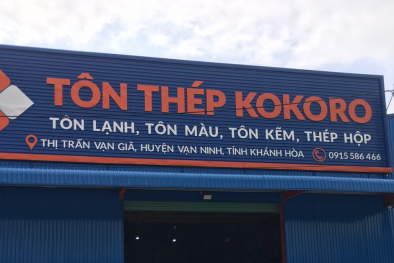 TÔN THÉP KOKORO
TÔN LẠNH, TÔN MÀU, TÔN KẼM, THÉP HỘP
THỊ TRẤN VẠN GIÃ, HUYỆN VẠN NINH, TỈNH KHÁNH HÒA 0915 586 466